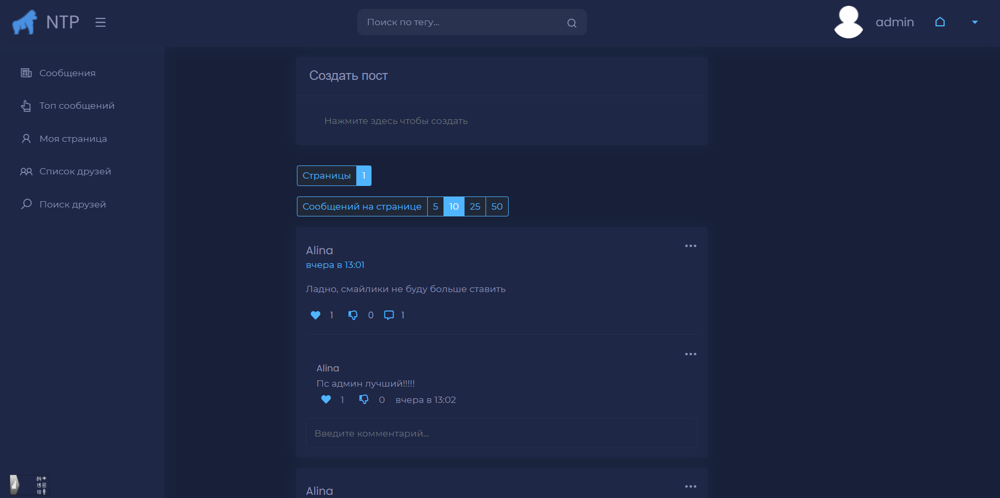 NTP
Поиск по тегу...
admin
Сообщения
Топ сообщений
Моя страница
Список друзей
Поиск друзей
Создать пост
Нажмите здесь чтобы создать
Страницы 1
Сообщений на странице 5 10 25 50
Alina
вчера в 13:01
Ладно, смайлики не буду больше ставить
1 0 1
Alina
Пс админ лучший!!!!!
1 0 вчера в 13:02
Введите комментарий...
Alina
84
15
10